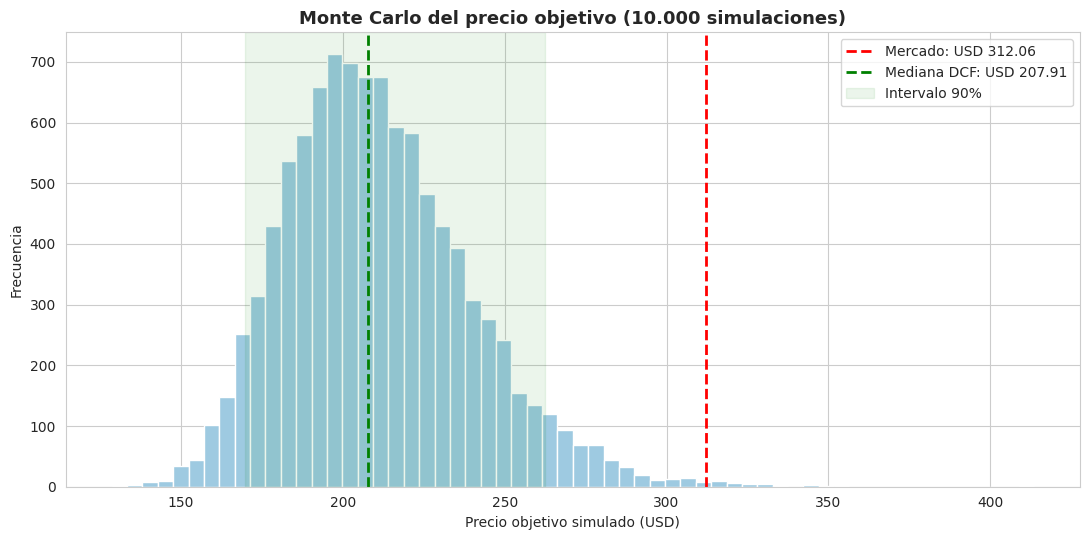 Monte Carlo del precio objetivo (10.000 simulaciones)
Mercado: USD 312.06
Mediana DCF: USD 207.91
Intervalo 90%
Frecuencia
700
600
500
400
300
200
100
0
150
200
250
300
350
400
Precio objetivo simulado (USD)